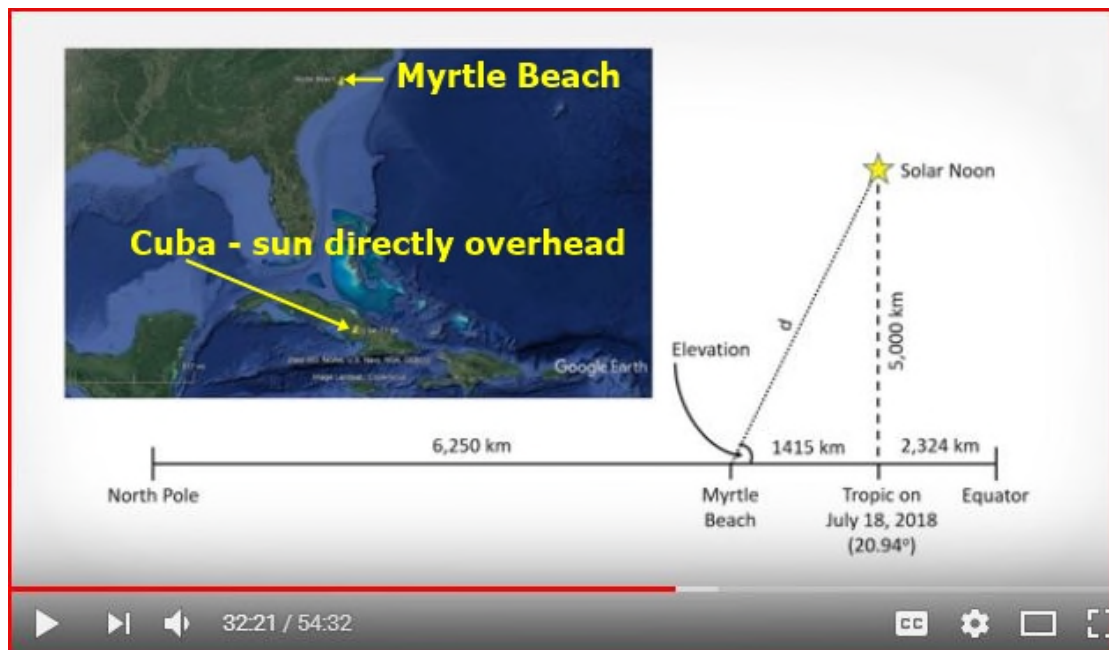 Myrtle Beach
Cuba - sun directly overhead
Google Earth
Solar Noon
d
5,000 km
Elevation
6,250 km
1415 km
2,324 km
North Pole
Myrtle
Beach
Tropic on
July 18, 2018
(20.94°)
Equator
32:21 / 54:32
CC